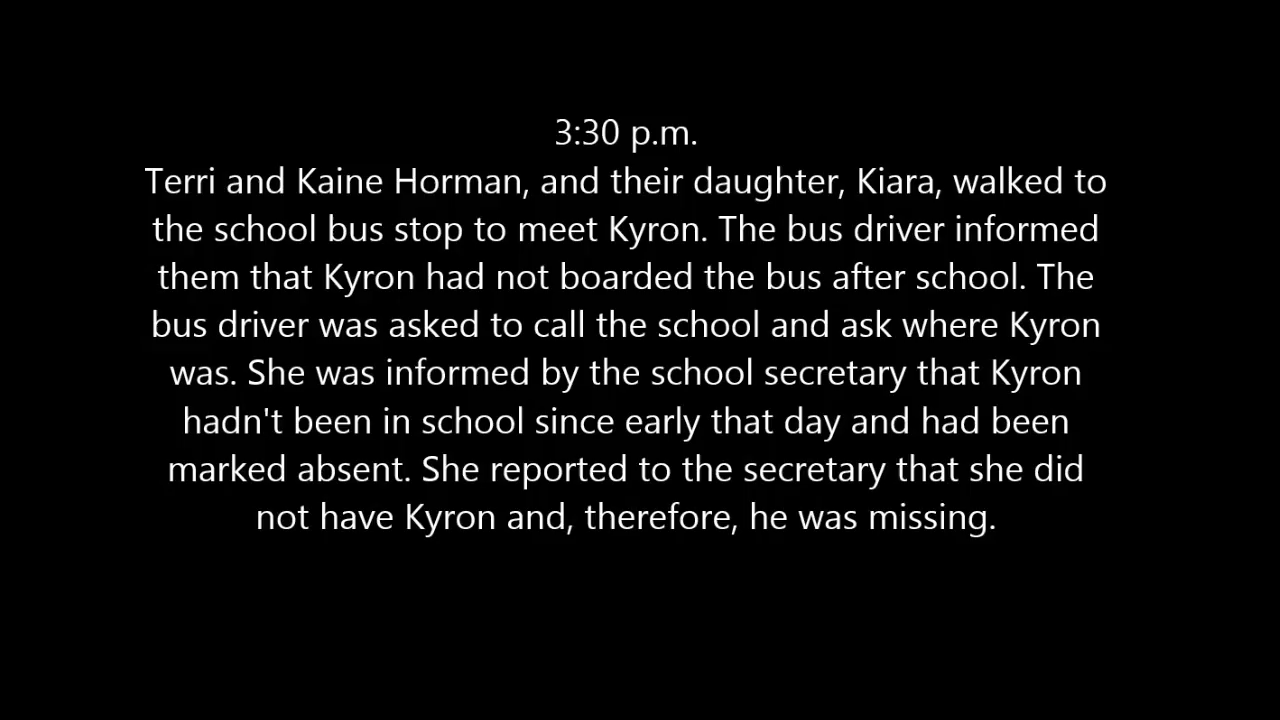 3:30 p.m.
Terri and Kaine Horman, and their daughter, Kiara, walked to
the school bus stop to meet Kyron. The bus driver informed
them that Kyron had not boarded the bus after school. The
bus driver was asked to call the school and ask where Kyron
was. She was informed by the school secretary that Kyron
hadn't been in school since early that day and had been
marked absent. She reported to the secretary that she did
not have Kyron and, therefore, he was missing.